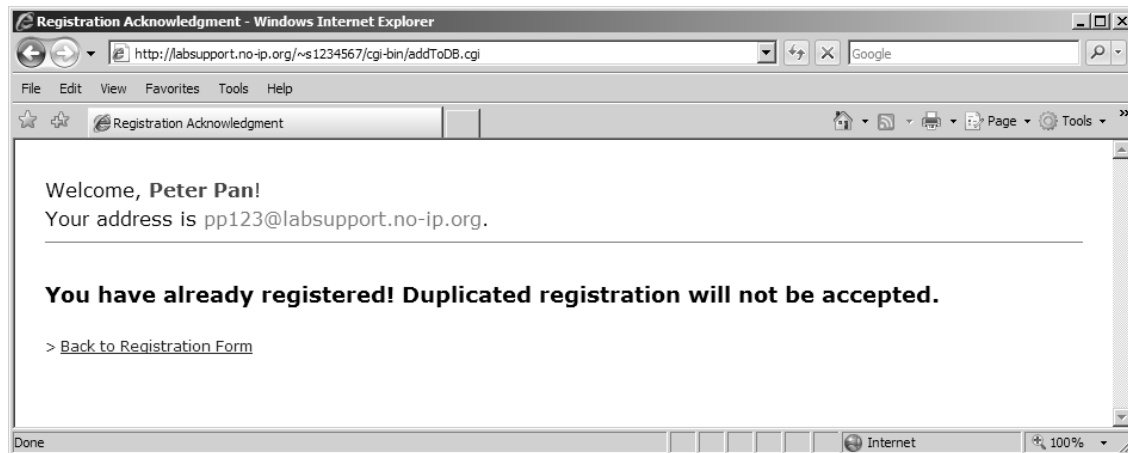 Registration Acknowledgment - Windows Internet Explorer
http://labsupport.no-ip.org/~s1234567/cgi-bin/addToDB.cgi
Google
File Edit View Favorites Tools Help
Registration Acknowledgment
Page Tools »
Welcome, Peter Pan!
Your address is pp123@labsupport.no-ip.org.
You have already registered! Duplicated registration will not be accepted.
> Back to Registration Form
Done Internet 100%